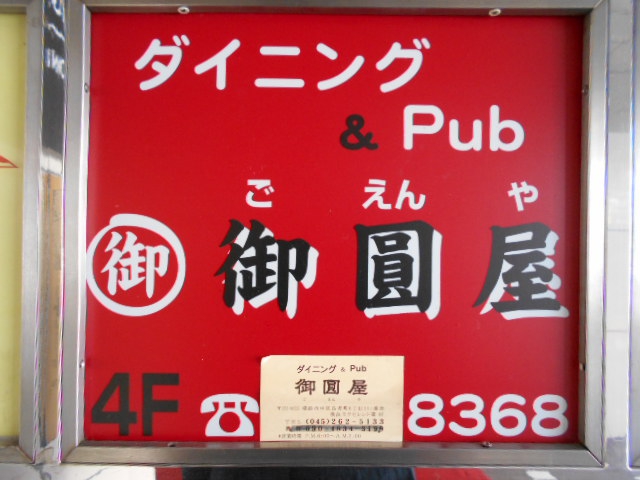 ダイニング
& Pub
ご えん や
御 御圓屋
4F ☎ 8368
ダイニング & Pub
御圓屋
(045)262-5133